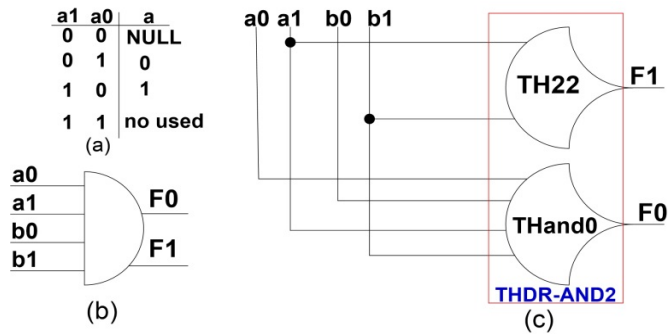 a1 a0 a
0 0 NULL
0 1 0
1 0 1
1 1 no used
(a)
a0
a1
b0
b1
F0
F1
(b)
a0 a1 b0 b1
TH22
F1
THand0
F0
THDR-AND2
(c)